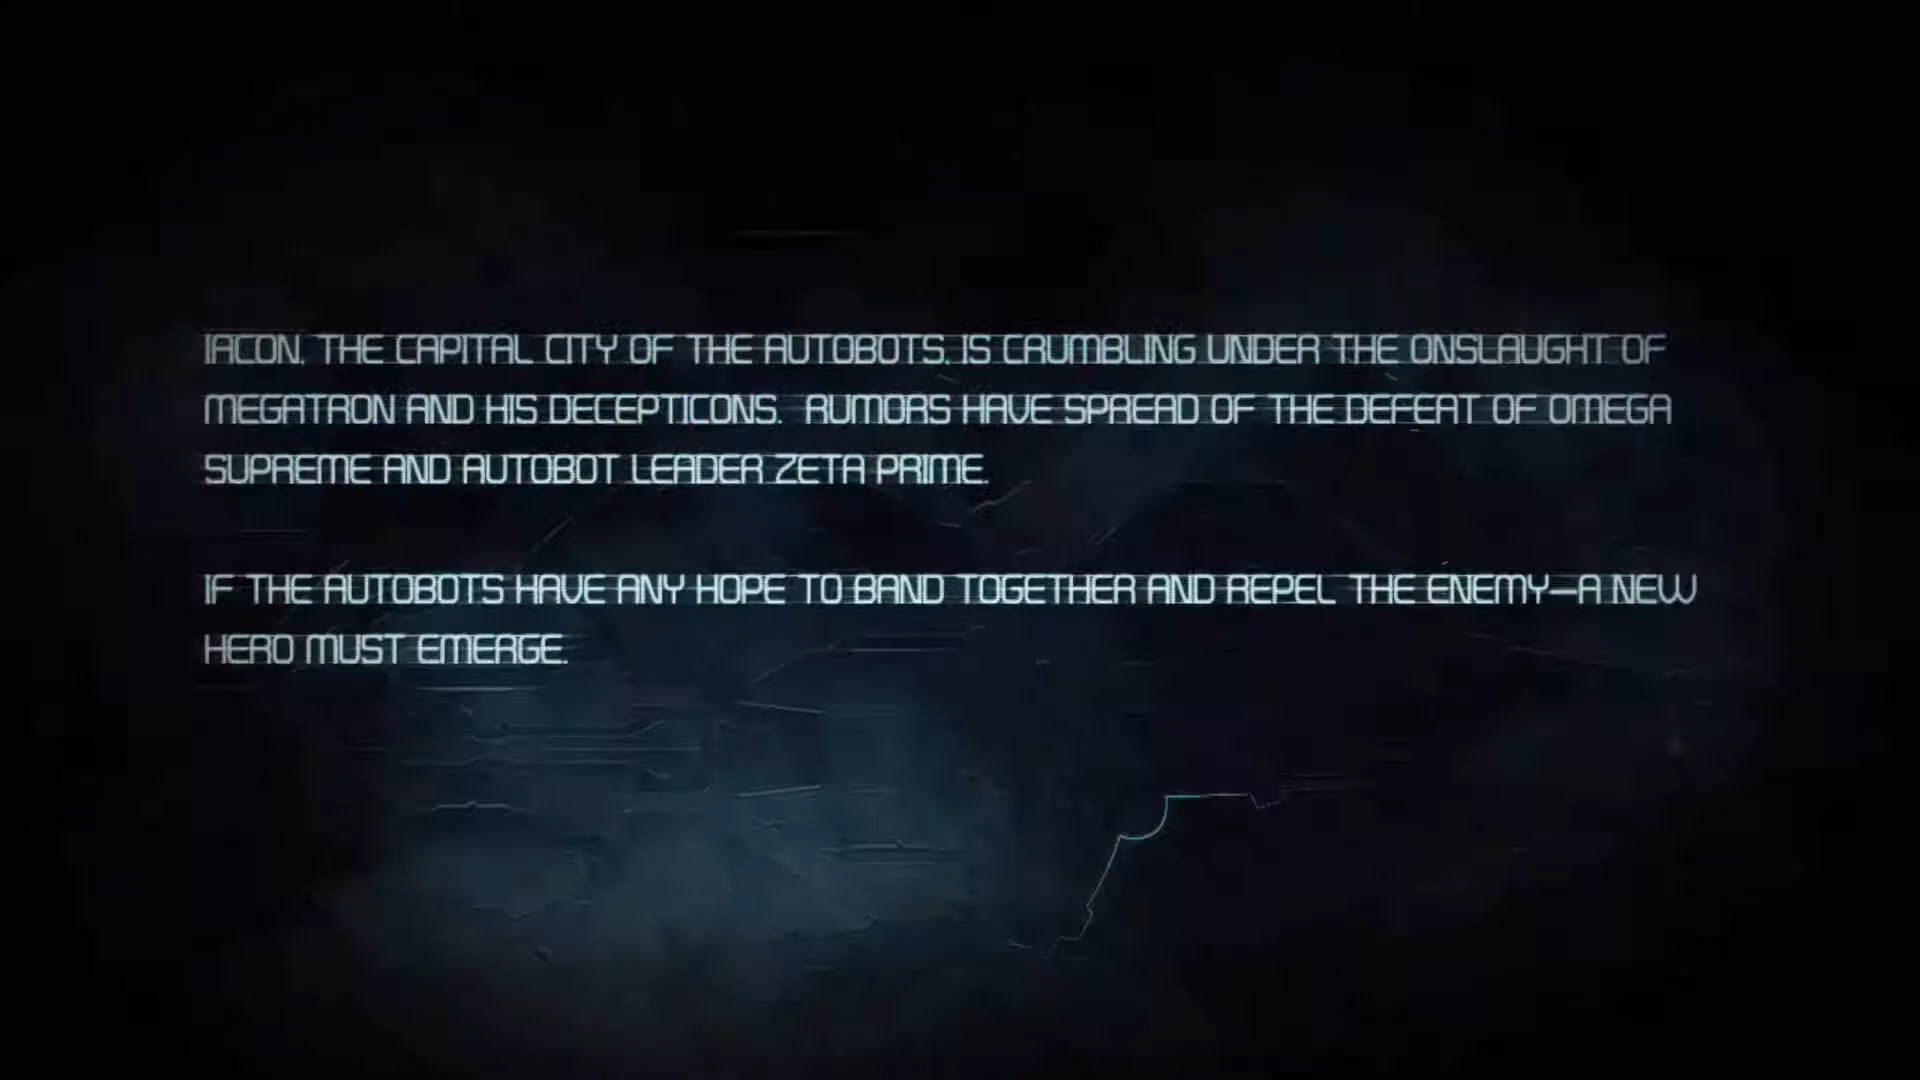 IACON, THE CAPITAL CITY OF THE AUTOBOTS, IS CRUMBLING UNDER THE ONSLAUGHT OF
MEGATRON AND HIS DECEPTICONS.  RUMORS HAVE SPREAD OF THE DEFEAT OF OMEGA
SUPREME AND AUTOBOT LEADER ZETA PRIME.
IF THE AUTOBOTS HAVE ANY HOPE TO BAND TOGETHER AND REPEL THE ENEMY—A NEW
HERO MUST EMERGE.